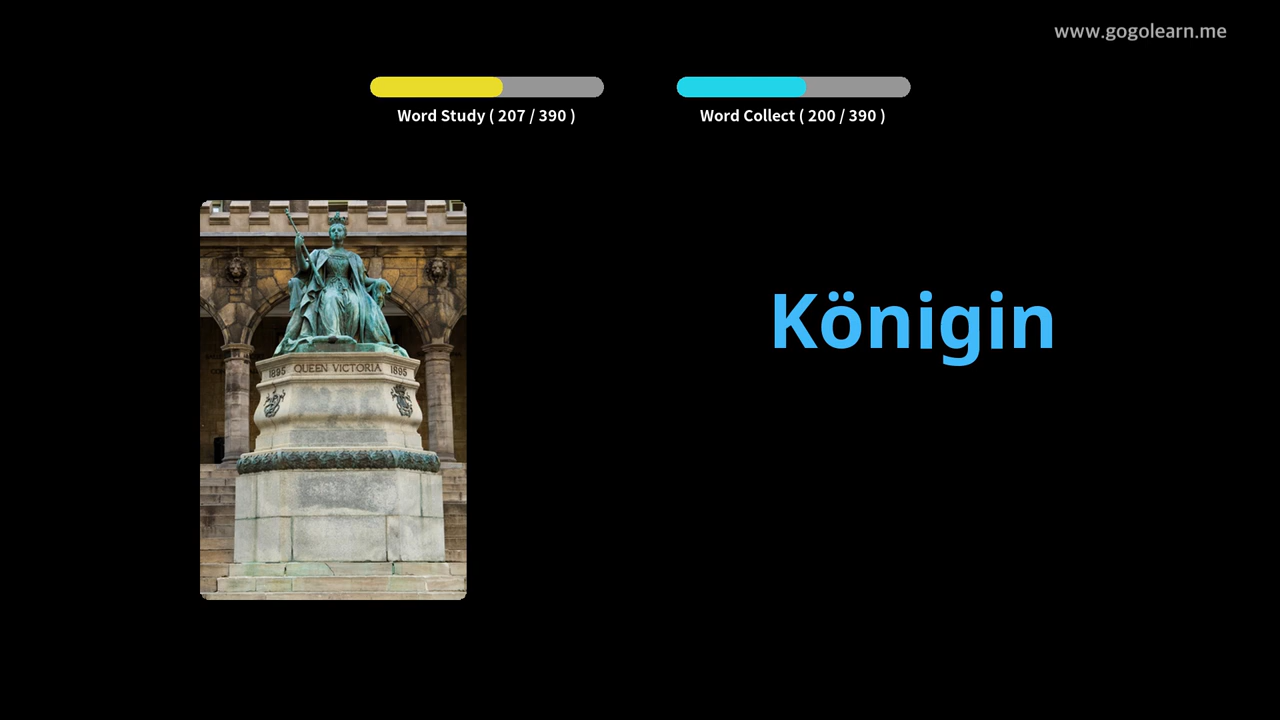 www.gogolearn.me
Word Study ( 207 / 390 )
Word Collect ( 200 / 390 )
Königin
1895 QUEEN VICTORIA 1895